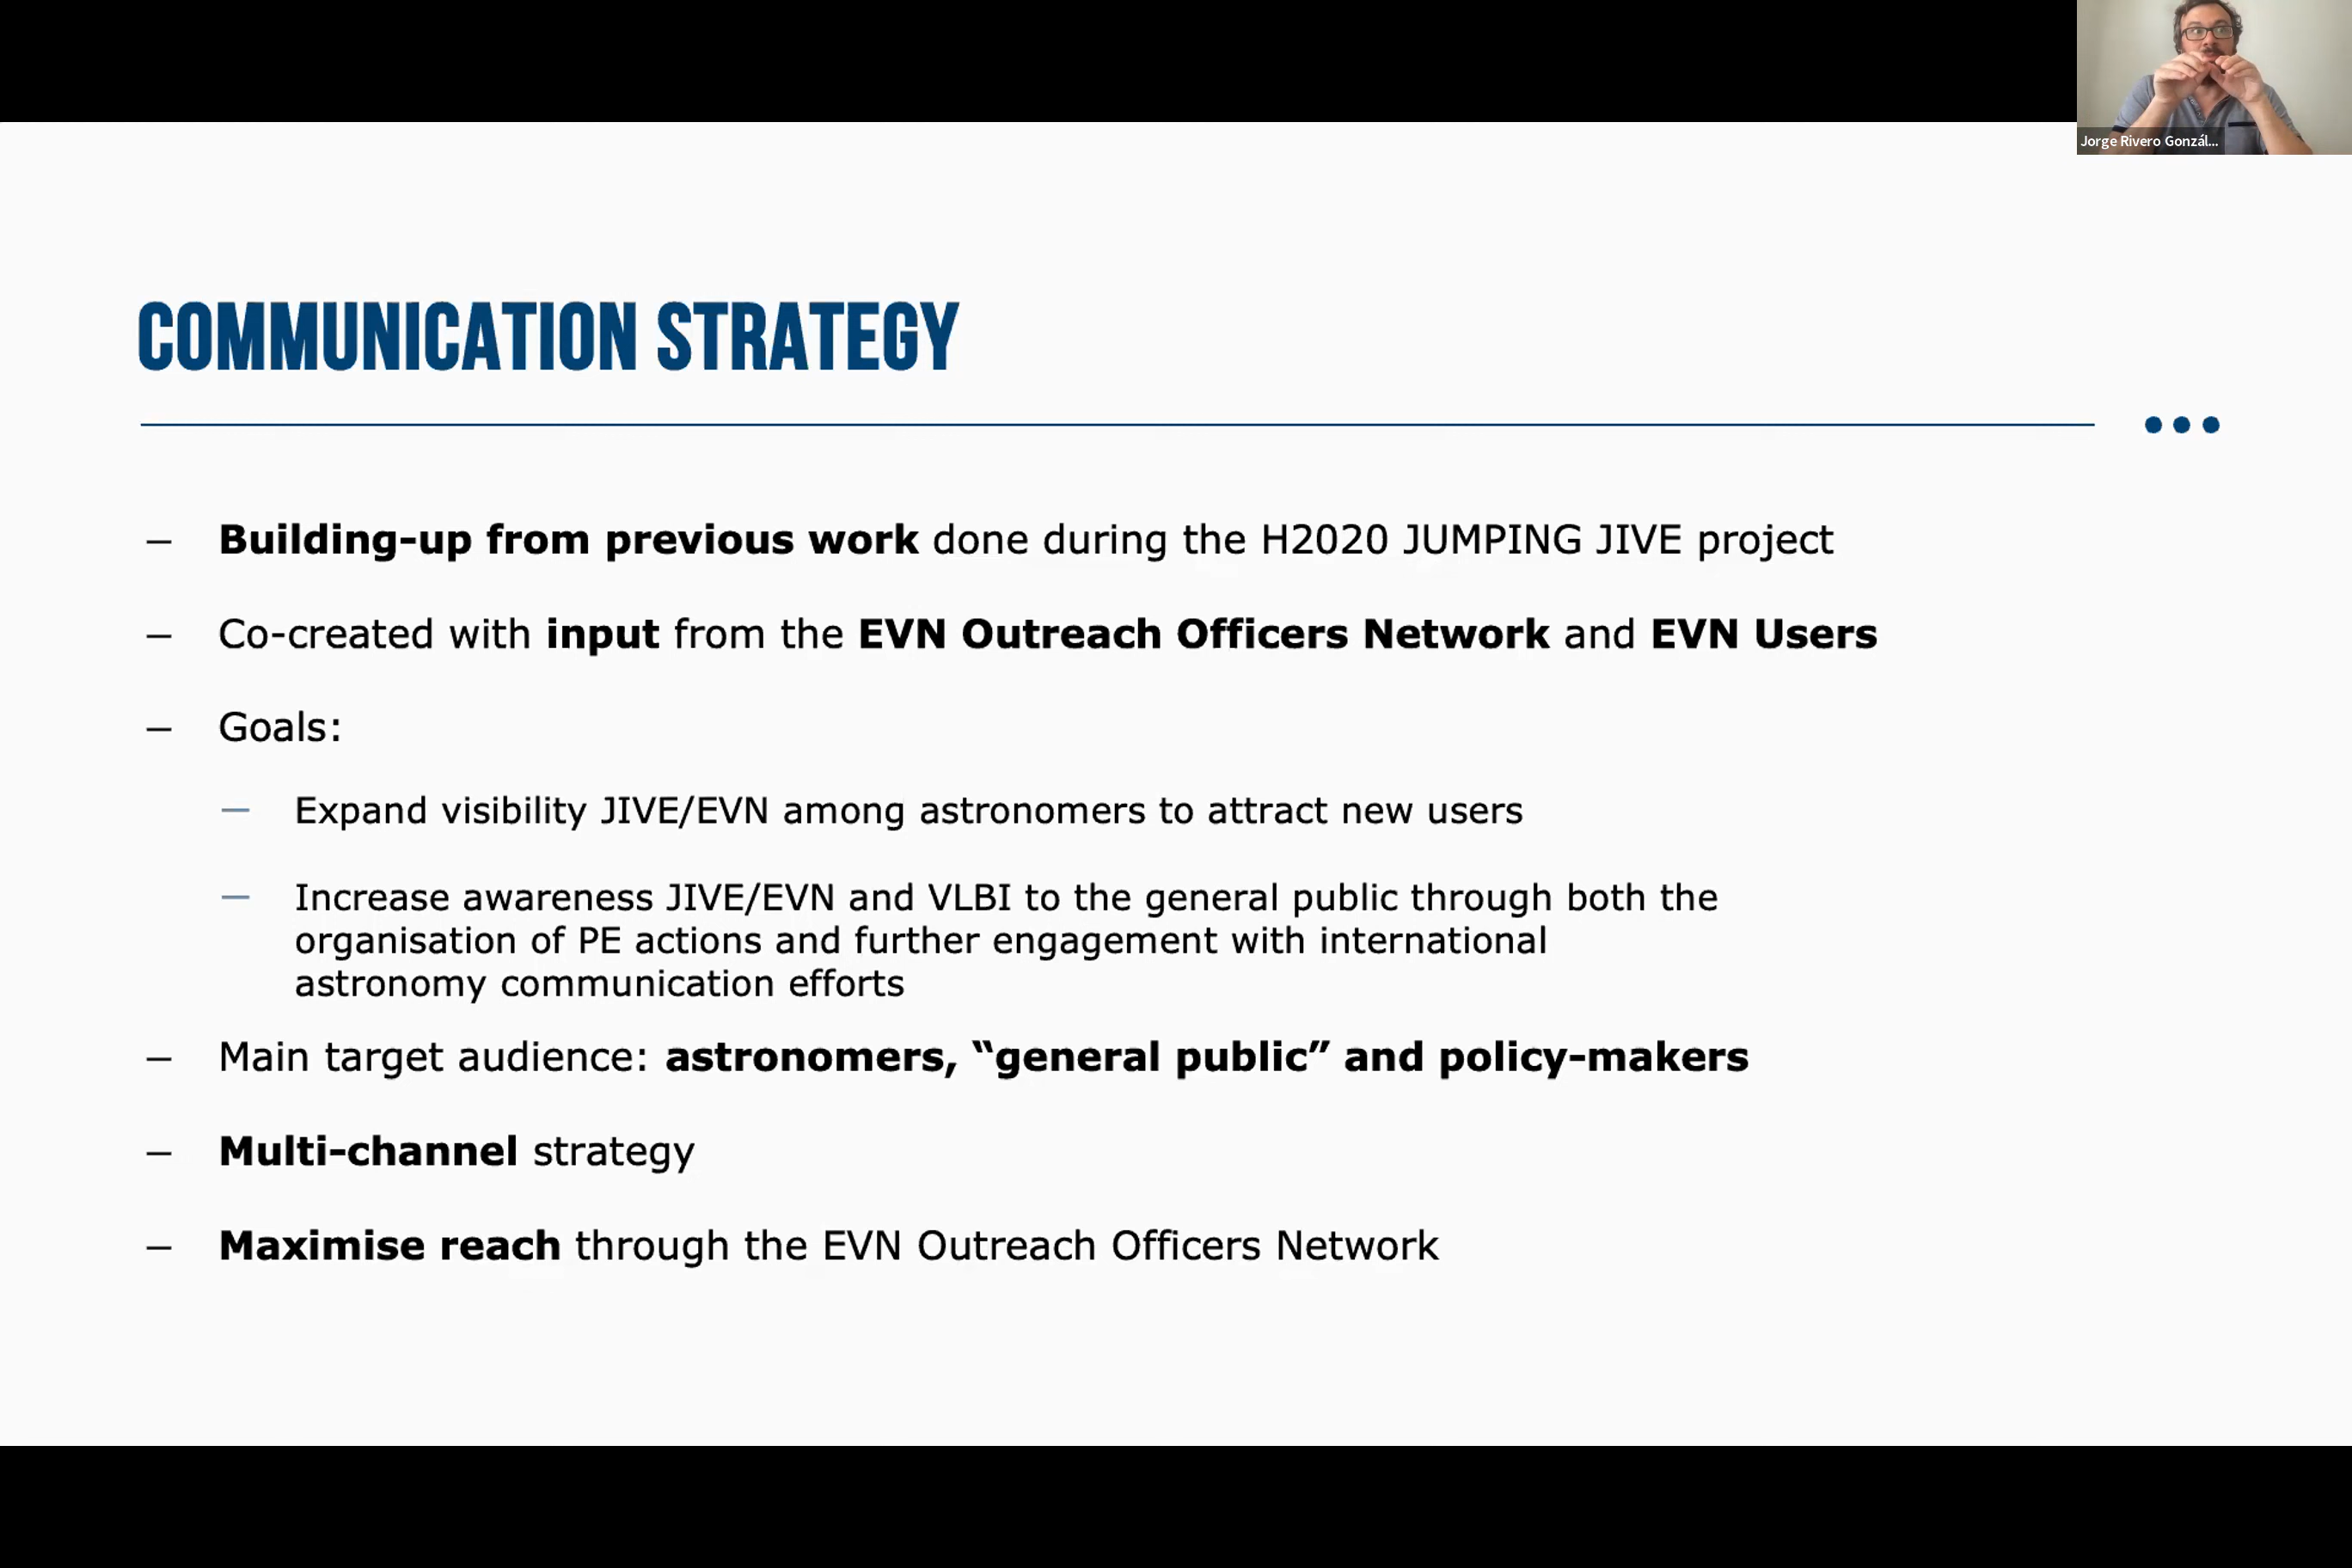 Jorge Rivero Gonzál...
COMMUNICATION STRATEGY
– Building-up from previous work done during the H2020 JUMPING JIVE project
– Co-created with input from the EVN Outreach Officers Network and EVN Users
– Goals:
– Expand visibility JIVE/EVN among astronomers to attract new users
– Increase awareness JIVE/EVN and VLBI to the general public through both the
organisation of PE actions and further engagement with international
astronomy communication efforts
– Main target audience: astronomers, “general public” and policy-makers
– Multi-channel strategy
– Maximise reach through the EVN Outreach Officers Network